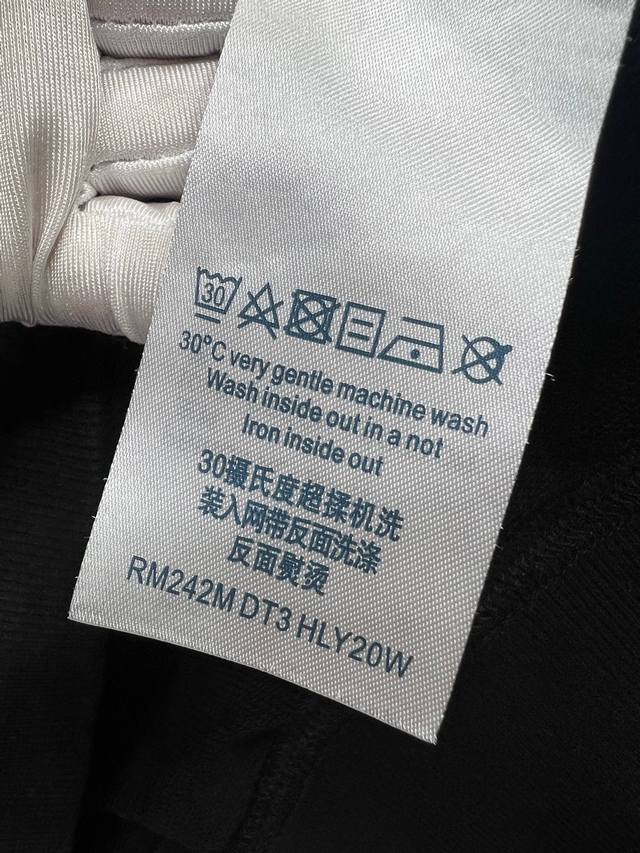 30
30°C very gentle machine wash
Wash inside out in a not
Iron inside out
30摄氏度超揉机洗
装入网带反面洗涤
反面熨烫
RM242M DT3 HLY20W